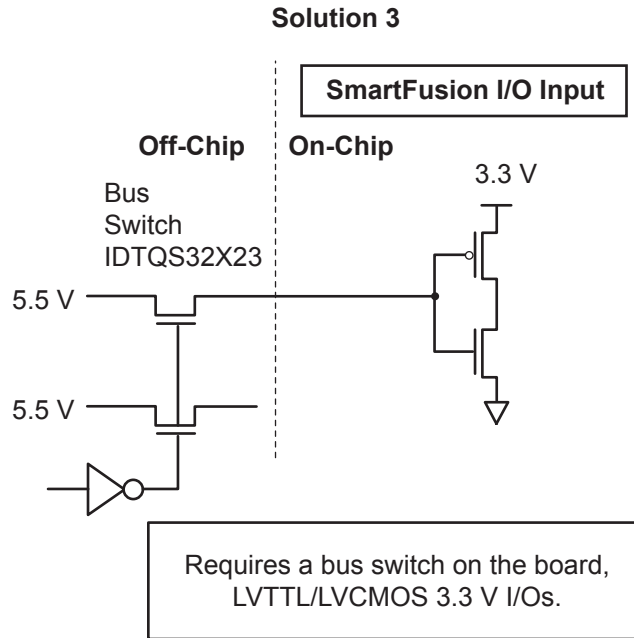 Solution 3
SmartFusion I/O Input
Off-Chip
On-Chip
3.3 V
Bus
Switch
IDTQS32X23
5.5 V
5.5 V
Requires a bus switch on the board,
LVTTL/LVCMOS 3.3 V I/Os.